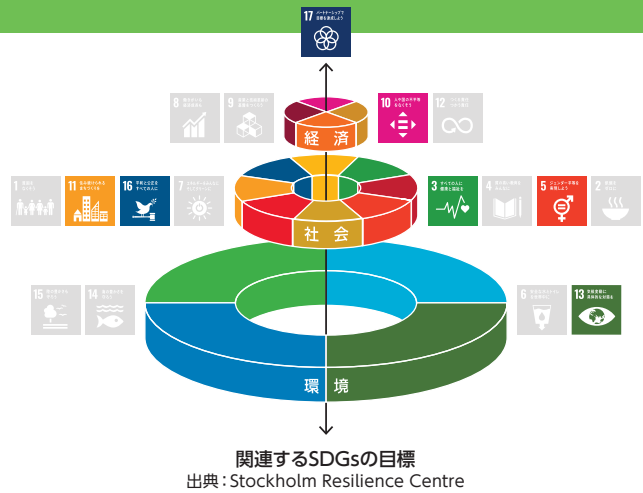 17 パートナーシップで
目標を達成しよう
8 働きがいも
経済成長も
9 産業と技術革新の
基盤をつくろう
10 人や国の不平等
をなくそう
12 つくる責任
つかう責任
経済
1 貧困を
なくそう
11 住み続けられる
まちづくりを
16 平和と公正を
すべての人に
7 エネルギーをみんなに
そしてクリーンに
3 すべての人に
健康と福祉を
4 質の高い教育を
みんなに
5 ジェンダー平等を
実現しよう
2 飢餓を
ゼロに
社会
15 陸の豊かさも
守ろう
14 海の豊かさを
守ろう
6 安全な水とトイレ
を世界中に
13 気候変動に
具体的な対策を
環境
関連するSDGsの目標
出典：Stockholm Resilience Centre